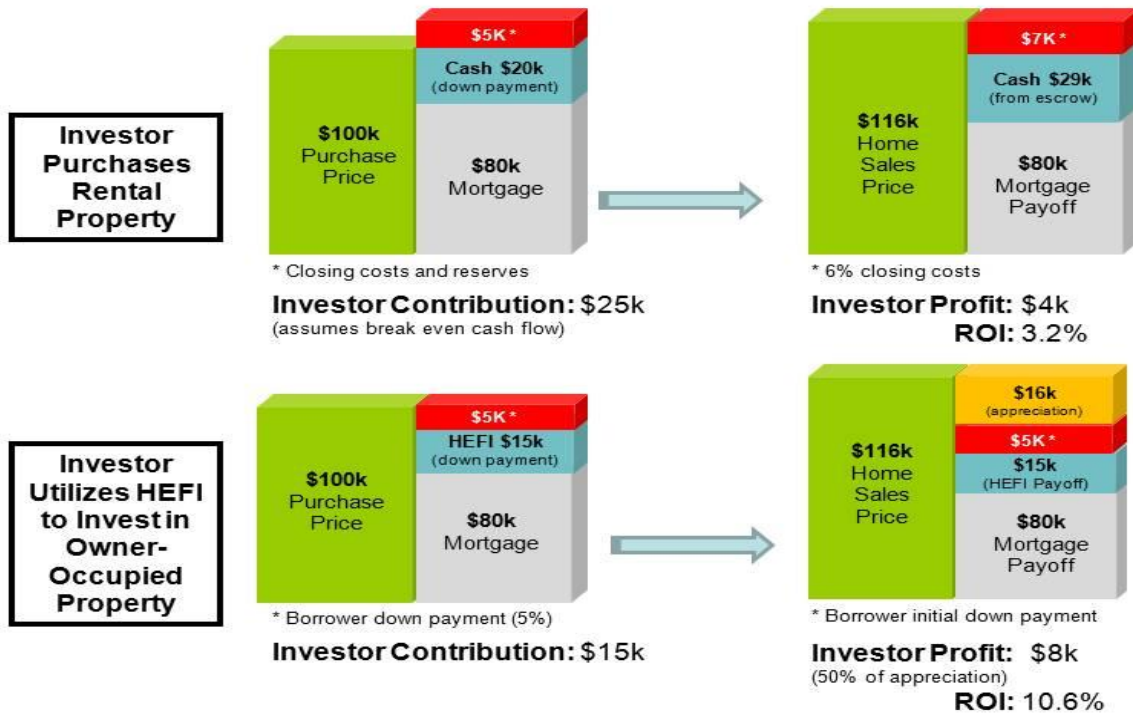 Investor
Purchases
Rental
Property
$100k
Purchase
Price
$5K *
Cash $20k
(down payment)
$80k
Mortgage
* Closing costs and reserves
Investor Contribution: $25k
(assumes break even cash flow)
$116k
Home
Sales
Price
$7K *
Cash $29k
(from escrow)
$80k
Mortgage
Payoff
* 6% closing costs
Investor Profit: $4k
ROI: 3.2%
Investor
Utilizes HEFI
to Invest in
Owner-
Occupied
Property
$100k
Purchase
Price
$5K *
HEFI $15k
(down payment)
$80k
Mortgage
* Borrower down payment (5%)
Investor Contribution: $15k
$116k
Home
Sales
Price
$16k
(appreciation)
$5K *
$15k
(HEFI Payoff)
$80k
Mortgage
Payoff
* Borrower initial down payment
Investor Profit: $8k
(50% of appreciation)
ROI: 10.6%